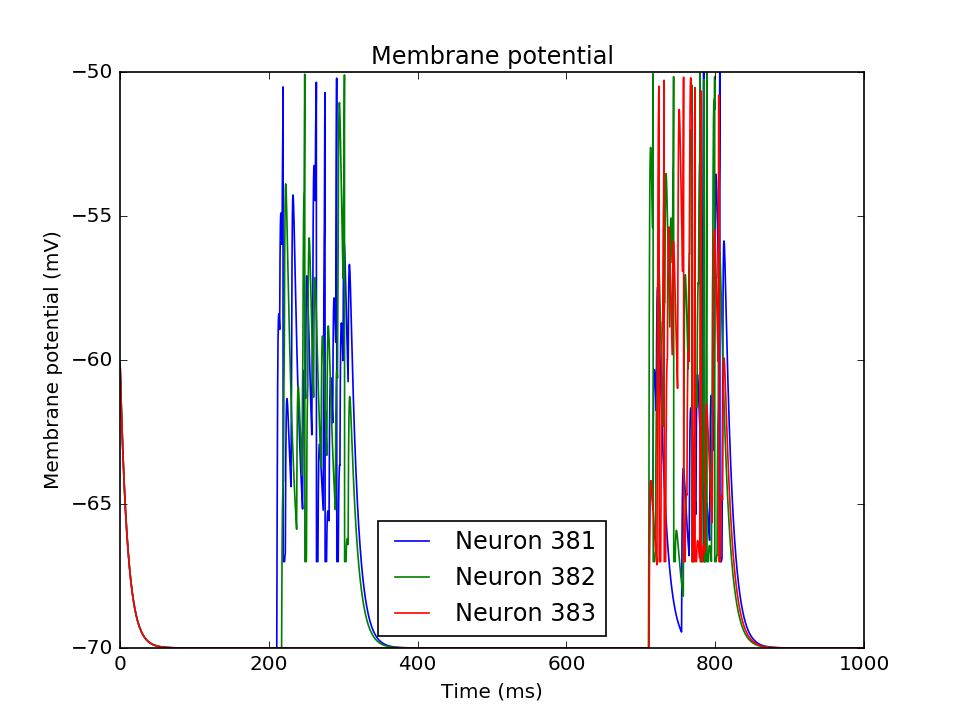 Membrane potential
Membrane potential (mV)
−50
−55
−60
−65
−70
0
200
400
600
800
1000
Time (ms)
Neuron 381
Neuron 382
Neuron 383